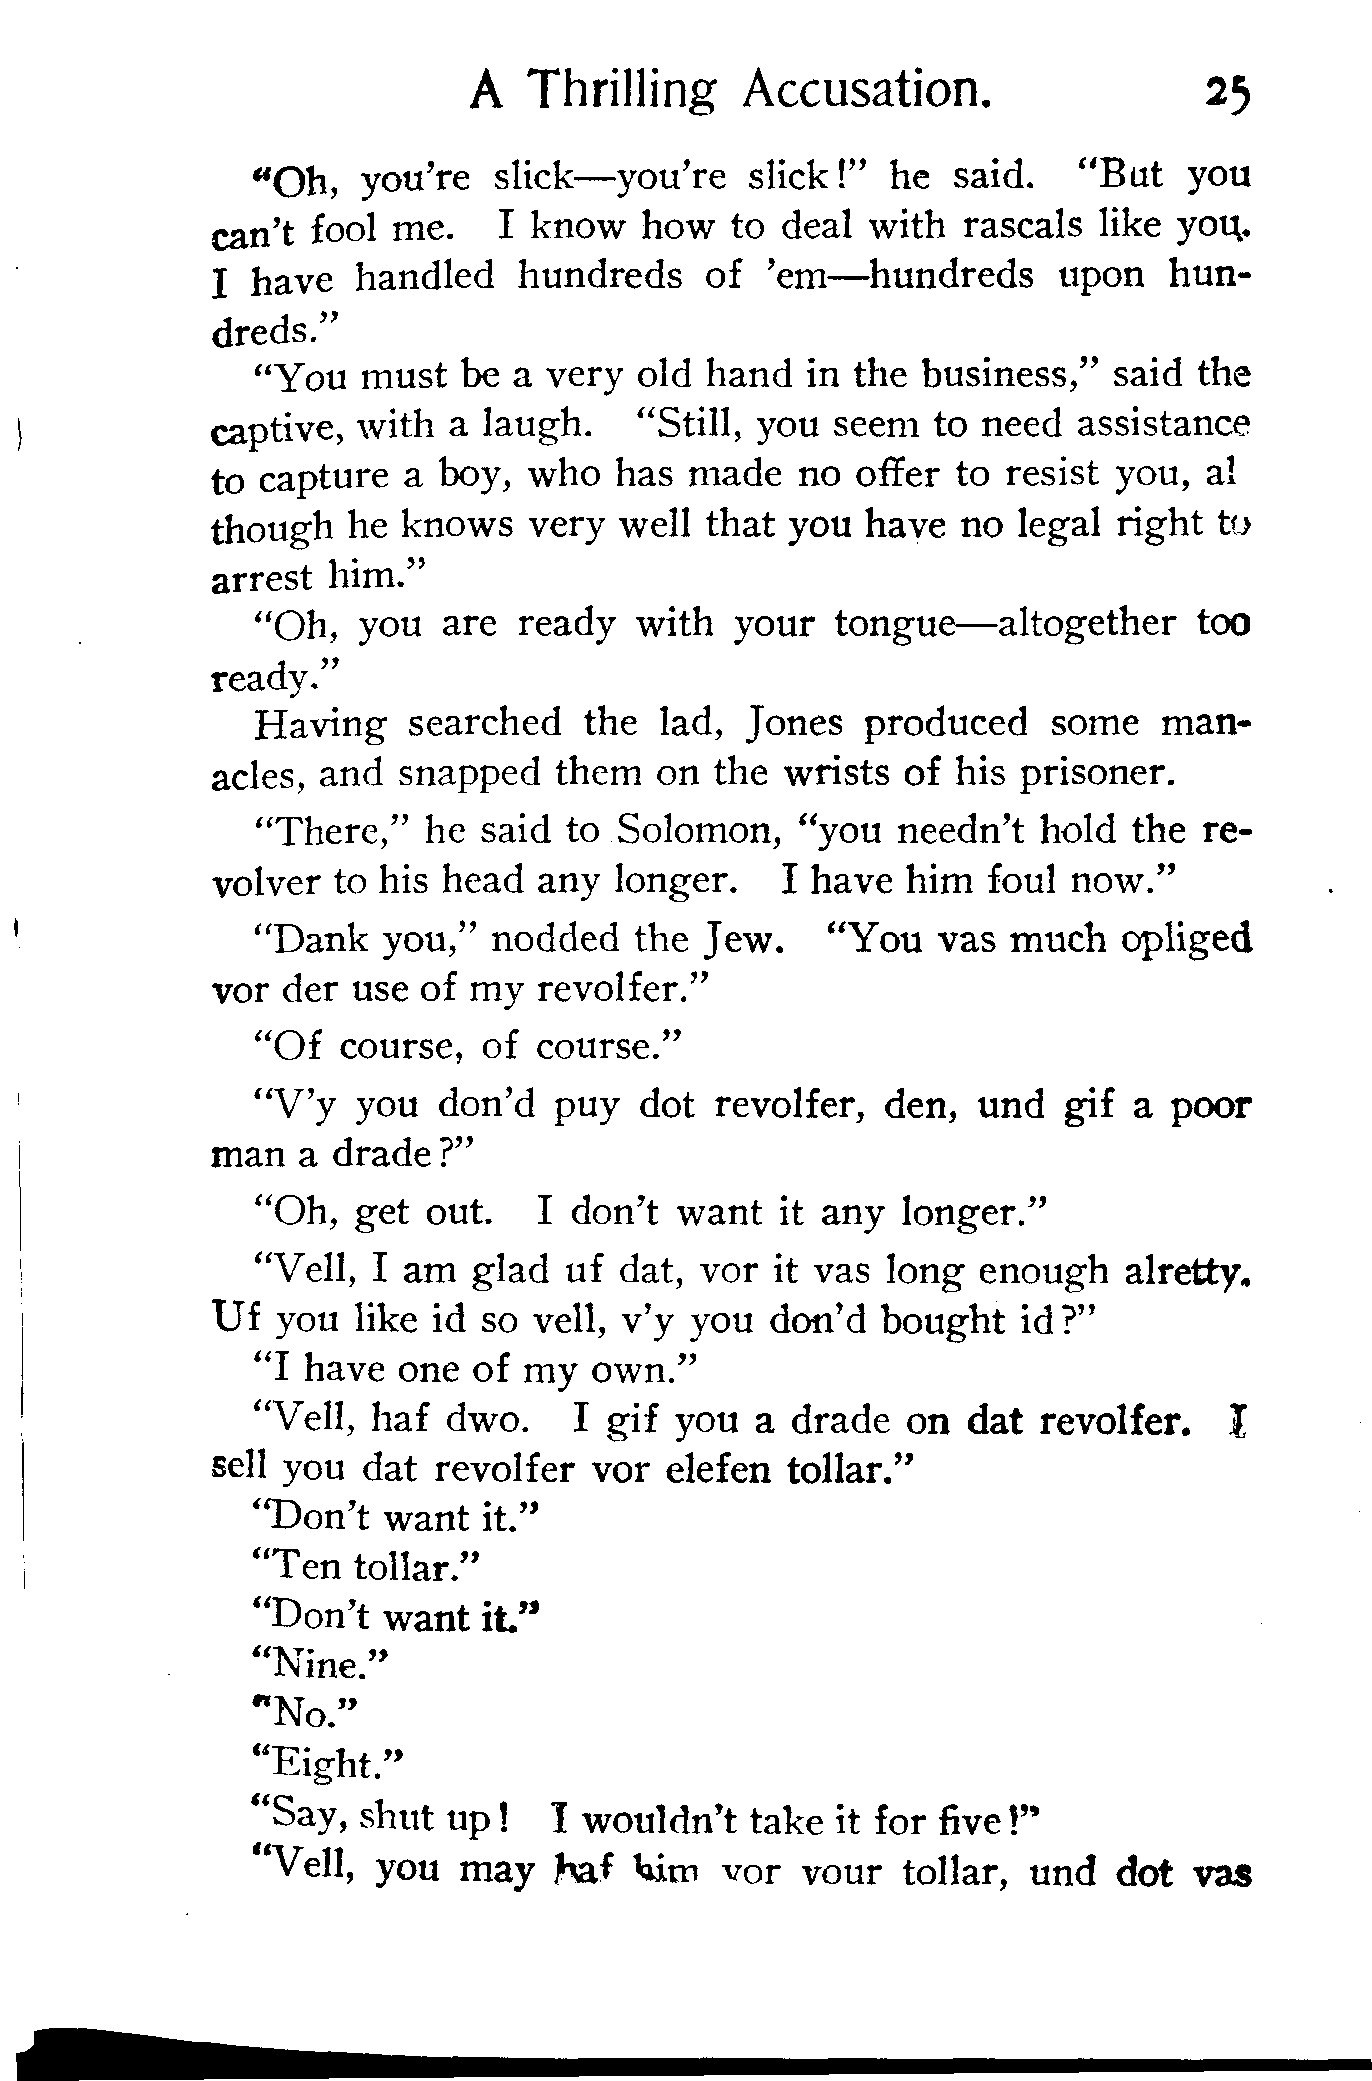 A Thrilling Accusation. 25
“Oh, you’re slick—you’re slick!” he said. “But you
can’t fool me. I know how to deal with rascals like you.
I have handled hundreds of ’em—hundreds upon hun-
dreds.”
“You must be a very old hand in the business,” said the
captive, with a laugh. “Still, you seem to need assistance
to capture a boy, who has made no offer to resist you, al
though he knows very well that you have no legal right to
arrest him.”
“Oh, you are ready with your tongue—altogether too
ready.”
Having searched the lad, Jones produced some man-
acles, and snapped them on the wrists of his prisoner.
“There,” he said to Solomon, “you needn’t hold the re-
volver to his head any longer. I have him foul now.”
“Dank you,” nodded the Jew. “You vas much opliged
vor der use of my revolfer.”
“Of course, of course.”
“V’y you don’d puy dot revolfer, den, und gif a poor
man a drade?”
“Oh, get out. I don’t want it any longer.”
“Vell, I am glad uf dat, vor it vas long enough alretty.
Uf you like id so vell, v’y you don’d bought id?”
“I have one of my own.”
“Vell, haf dwo. I gif you a drade on dat revolfer. I
sell you dat revolfer vor elefen tollar.”
“Don’t want it.”
“Ten tollar.”
“Don’t want it.”
“Nine.”
“No.”
“Eight.”
“Say, shut up! I wouldn’t take it for five!”
“Vell, you may haf him vor vour tollar, und dot vas